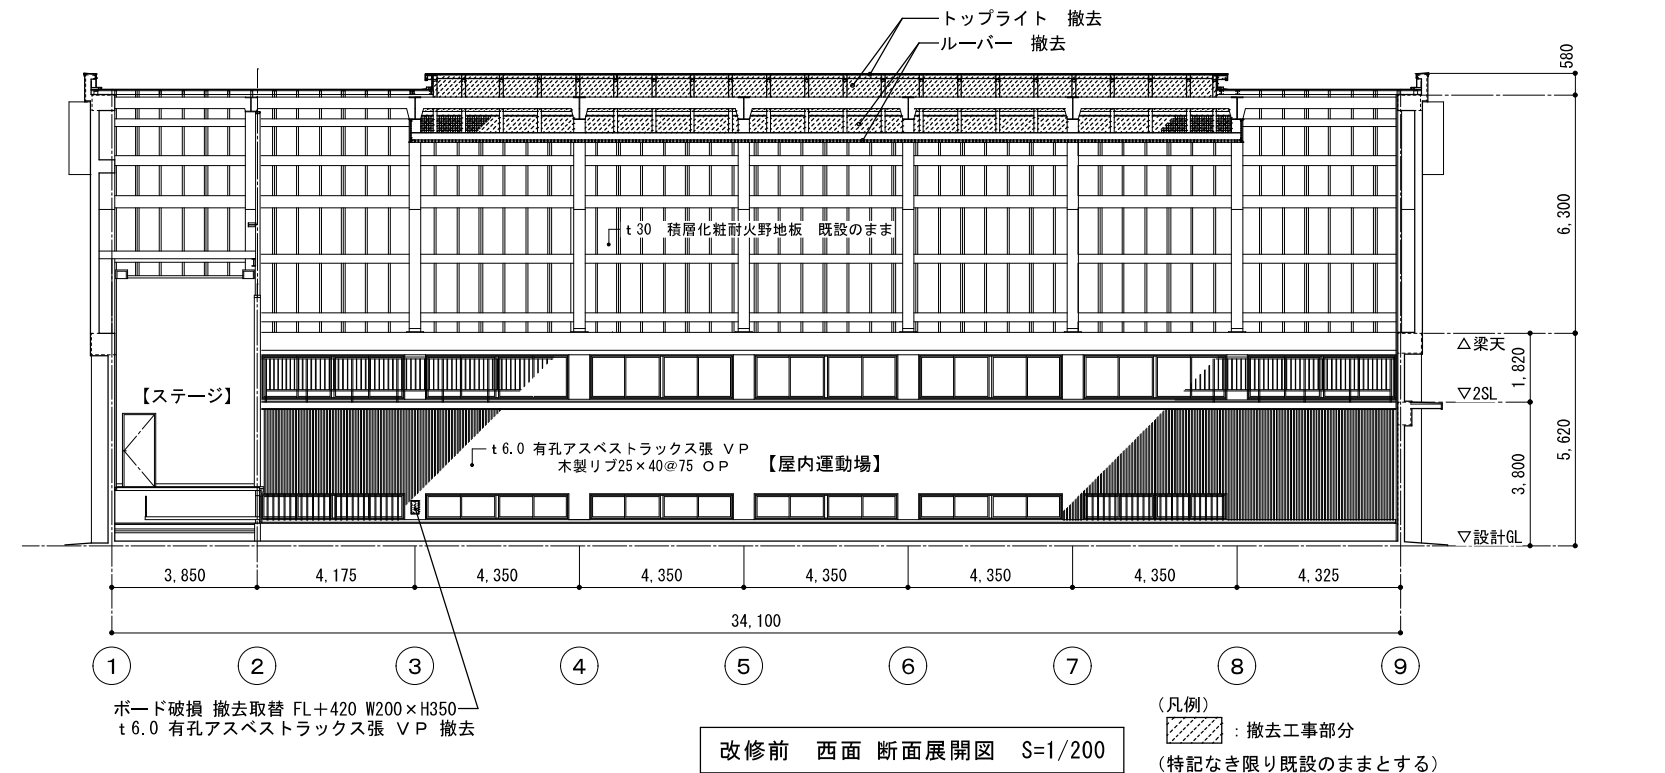 トップライト 撤去
ルーバー 撤去
580
6,300
t30 積層化粧耐火野地板 既設のまま
△梁天
1,820
【ステージ】
▽2SL
t6.0 有孔アスベストラックス張 ＶＰ
木製リブ25×40@75 ＯＰ
【屋内運動場】
3,800
5,620
▽設計GL
3,850 4,175 4,350 4,350 4,350 4,350 4,350 4,325
34,100
1 2 3 4 5 6 7 8 9
ボード破損 撤去取替 FL＋420 W200×H350
t6.0 有孔アスベストラックス張 ＶＰ 撤去
改修前 西面 断面展開図 S=1/200
(凡例)
：撤去工事部分
(特記なき限り既設のままとする)